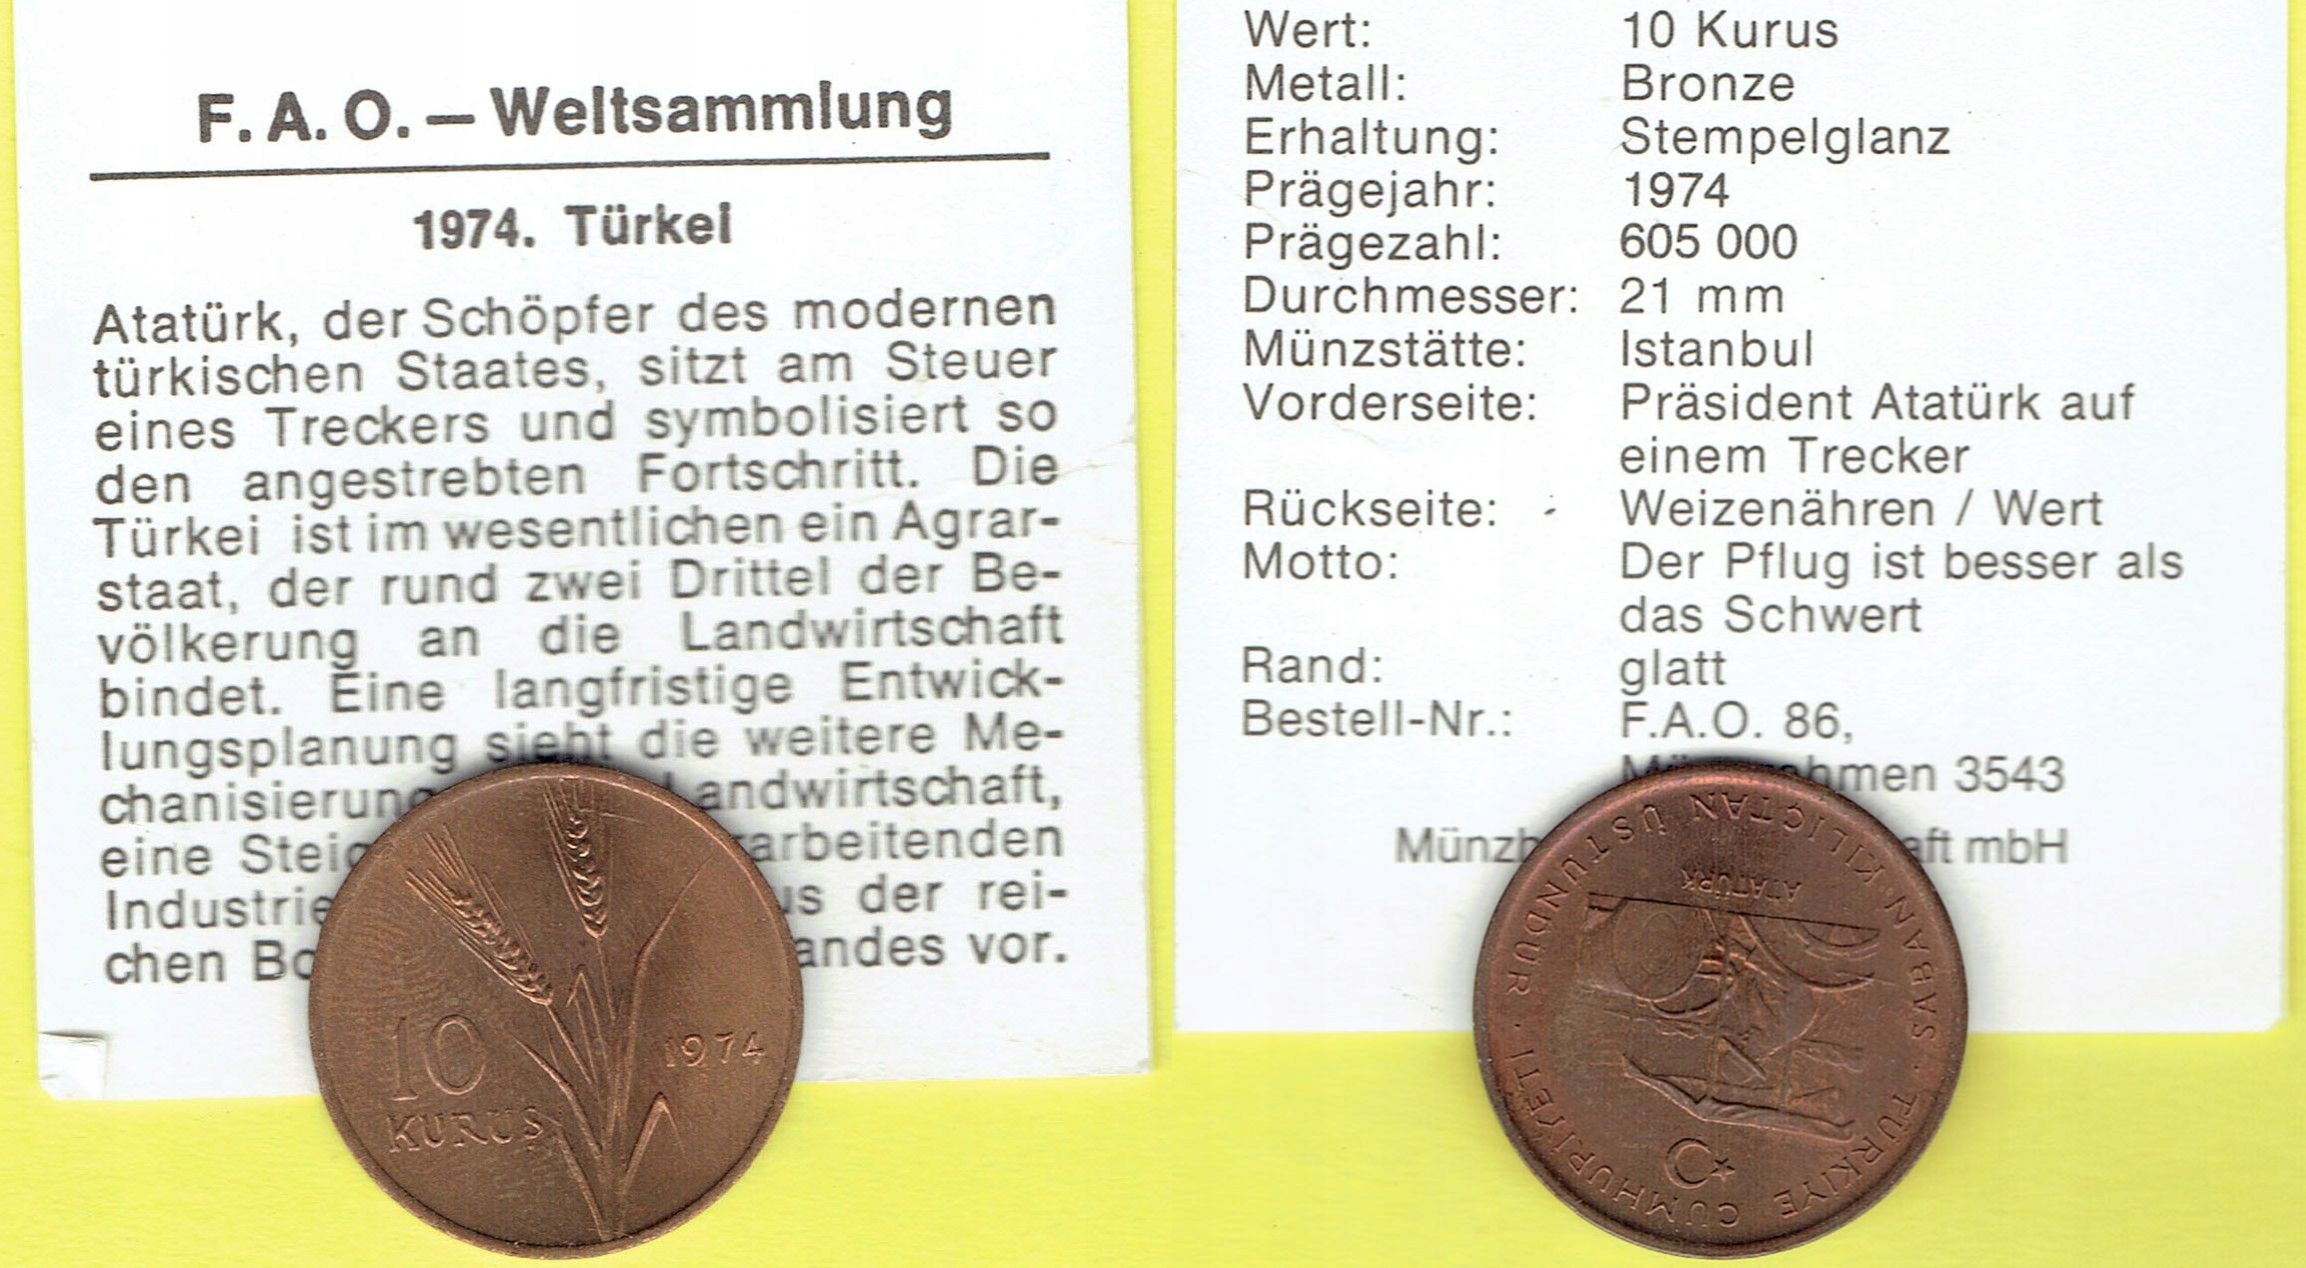 F. A. O. — Weltsammlung
1974. Türkei
Atatürk, der Schöpfer des modernen
türkischen Staates, sitzt am Steuer
eines Treckers und symbolisiert so
den angestrebten Fortschritt. Die
Türkei ist im wesentlichen ein Agrar-
staat, der rund zwei Drittel der Be-
völkerung an die Landwirtschaft
bindet. Eine langfristige Entwick-
lungsplanung sieht die weitere Me-
chanisierung Landwirtschaft,
eine Steig arbeitenden
Industrie us der rei-
chen Bo andes vor.
10
KURUŞ
1974
Wert: 10 Kurus
Metall: Bronze
Erhaltung: Stempelglanz
Prägejahr: 1974
Prägezahl: 605 000
Durchmesser: 21 mm
Münzstätte: Istanbul
Vorderseite: Präsident Atatürk auf
einem Trecker
Rückseite: Weizenähren / Wert
Motto: Der Pflug ist besser als
das Schwert
Rand: glatt
Bestell-Nr.: F.A.O. 86,
Münzrahmen 3543
Münzh aft mbH
TÜRKİYE CUMHURİYETİ · SABAN KILIÇTAN ÜSTÜNDÜR ·
ATATÜRK